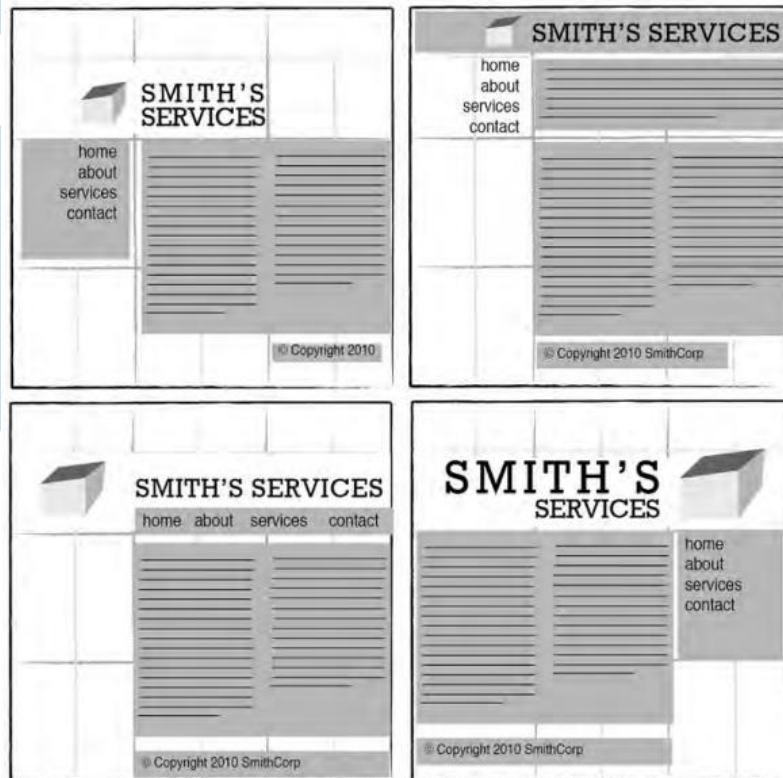 SMITH'S
SERVICES
home
about
services
contact
© Copyright 2010
SMITH'S SERVICES
home
about
services
contact
© Copyright 2010 SmithCorp
SMITH'S SERVICES
home about services contact
© Copyright 2010 SmithCorp
SMITH'S
SERVICES
home
about
services
contact
© Copyright 2010 SmithCorp